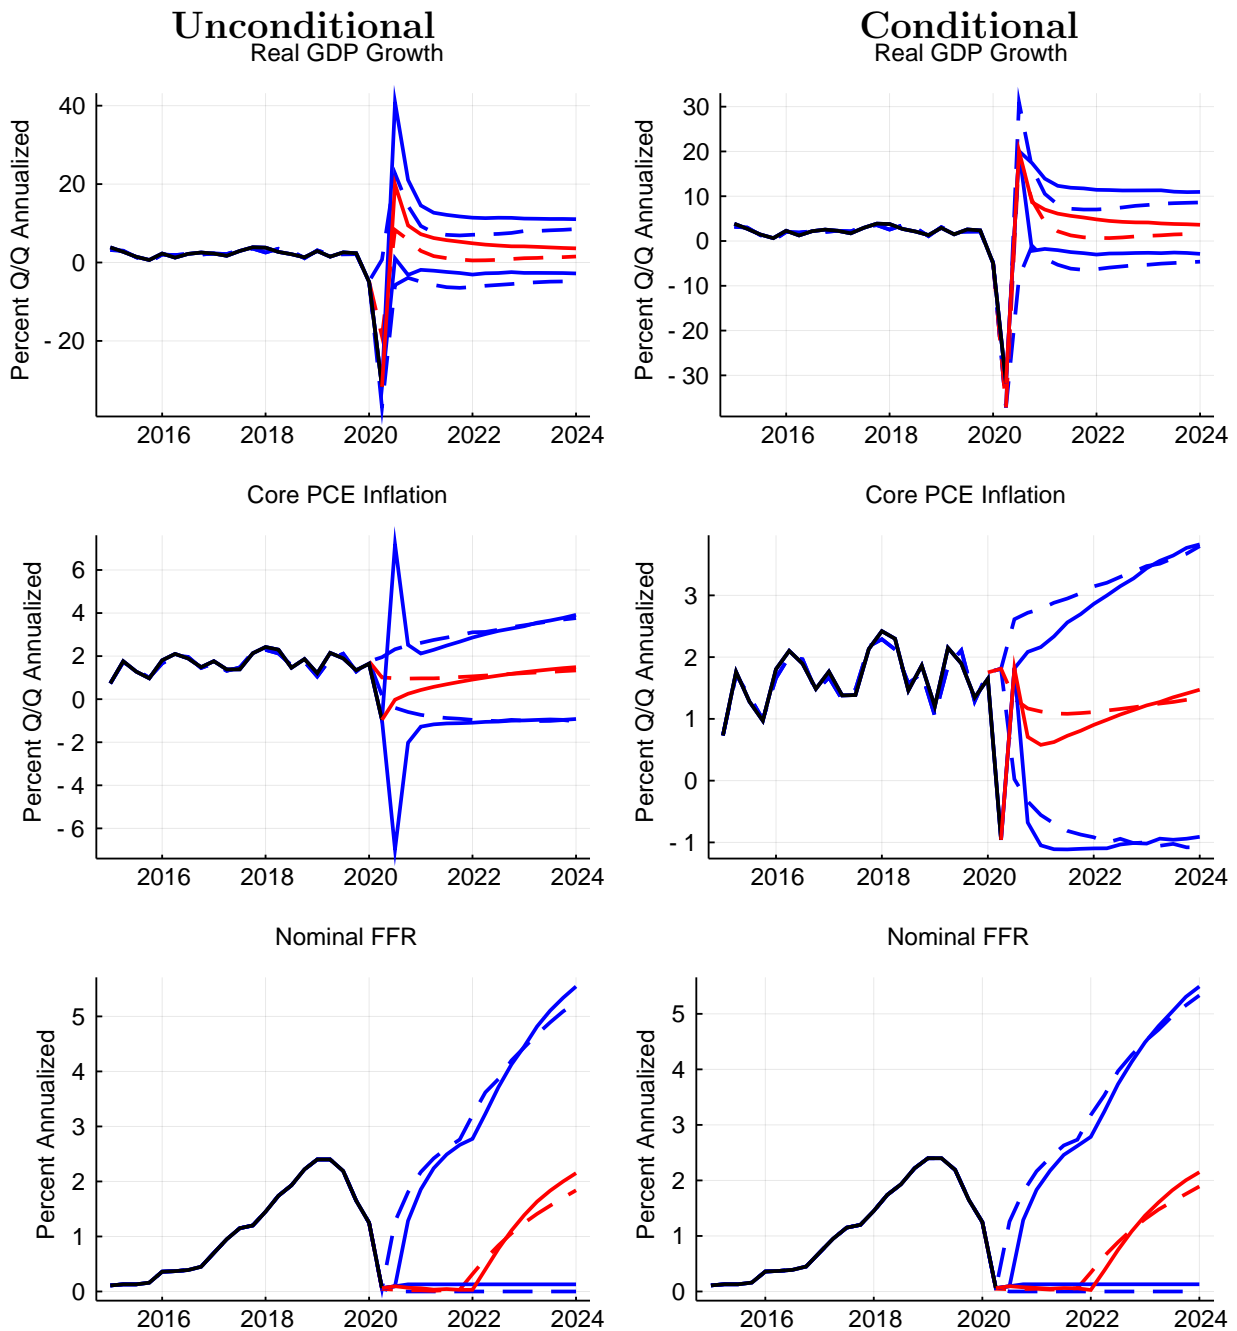 Unconditional
Real GDP Growth
Percent Q/Q Annualized
40
20
0
- 20
2016 2018 2020 2022 2024
Conditional
Real GDP Growth
Percent Q/Q Annualized
30
20
10
0
- 10
- 20
- 30
2016 2018 2020 2022 2024
Core PCE Inflation
Percent Q/Q Annualized
6
4
2
0
- 2
- 4
- 6
2016 2018 2020 2022 2024
Core PCE Inflation
Percent Q/Q Annualized
3
2
1
0
- 1
2016 2018 2020 2022 2024
Nominal FFR
Percent Annualized
5
4
3
2
1
0
2016 2018 2020 2022 2024
Nominal FFR
Percent Annualized
5
4
3
2
1
0
2016 2018 2020 2022 2024